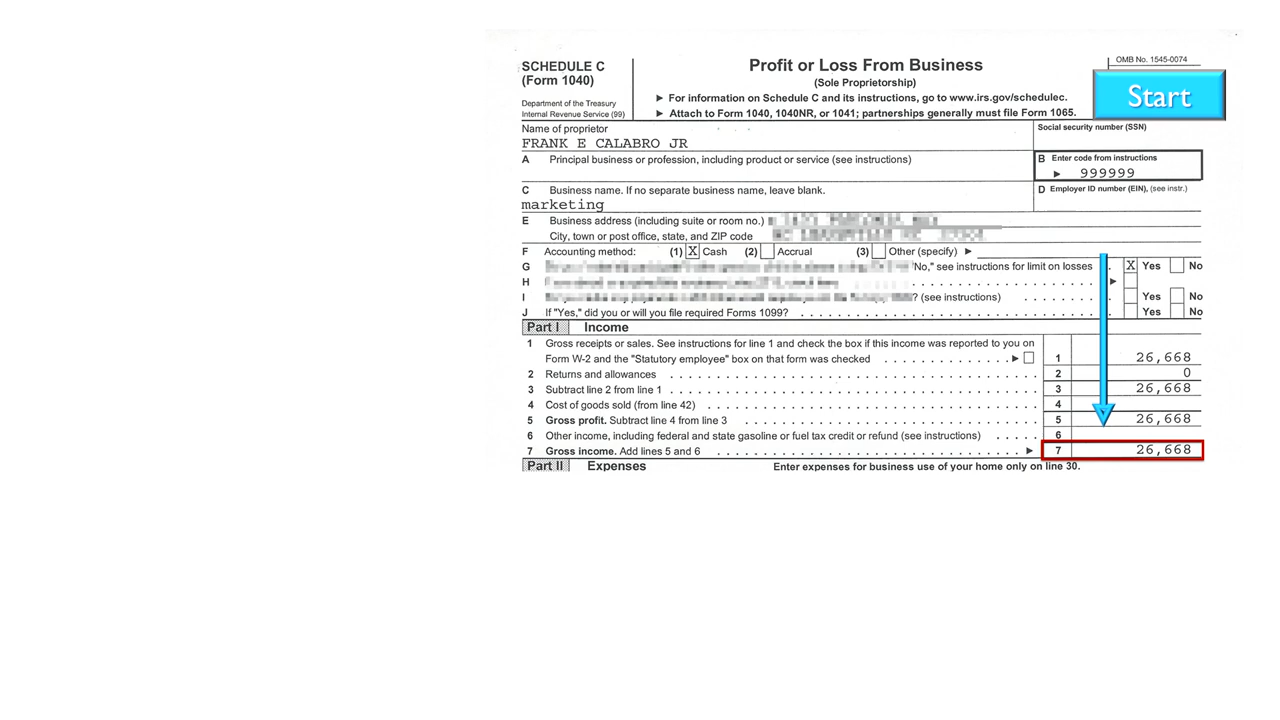 SCHEDULE C
(Form 1040)
Department of the Treasury
Internal Revenue Service (99)
Profit or Loss From Business
(Sole Proprietorship)
► For information on Schedule C and its instructions, go to www.irs.gov/schedulec.
► Attach to Form 1040, 1040NR, or 1041; partnerships generally must file Form 1065.
OMB No. 1545-0074
Start
Name of proprietor
FRANK E CALABRO JR
Social security number (SSN)
A Principal business or profession, including product or service (see instructions)
B Enter code from instructions
► 999999
C Business name. If no separate business name, leave blank.
marketing
D Employer ID number (EIN), (see instr.)
E Business address (including suite or room no.)
City, town or post office, state, and ZIP code
F Accounting method: (1) X Cash (2) Accrual (3) Other (specify) ►
G "No," see instructions for limit on losses . X Yes No
H . . . . . . . . . . . . . . . . . . . . . . . . . ►
I ? (see instructions) . . . . . . . . . Yes No
J If "Yes," did you or will you file required Forms 1099? . . . . . . . . . . . . . . . . . . . . . . . . . . Yes No
Part I Income
1 Gross receipts or sales. See instructions for line 1 and check the box if this income was reported to you on
Form W-2 and the "Statutory employee" box on that form was checked . . . . . . . . . . . . . ► 1 26,668
2 Returns and allowances . . . . . . . . . . . . . . . . . . . . . . . . . . . . . . . . . . . . 2 0
3 Subtract line 2 from line 1 . . . . . . . . . . . . . . . . . . . . . . . . . . . . . . . . . . . . 3 26,668
4 Cost of goods sold (from line 42) . . . . . . . . . . . . . . . . . . . . . . . . . . . . . . . . 4
5 Gross profit. Subtract line 4 from line 3 . . . . . . . . . . . . . . . . . . . . . . . . . . . . 5 26,668
6 Other income, including federal and state gasoline or fuel tax credit or refund (see instructions) . . . . . 6
7 Gross income. Add lines 5 and 6 . . . . . . . . . . . . . . . . . . . . . . . . . . . . . . ► 7 26,668
Part II Expenses Enter expenses for business use of your home only on line 30.